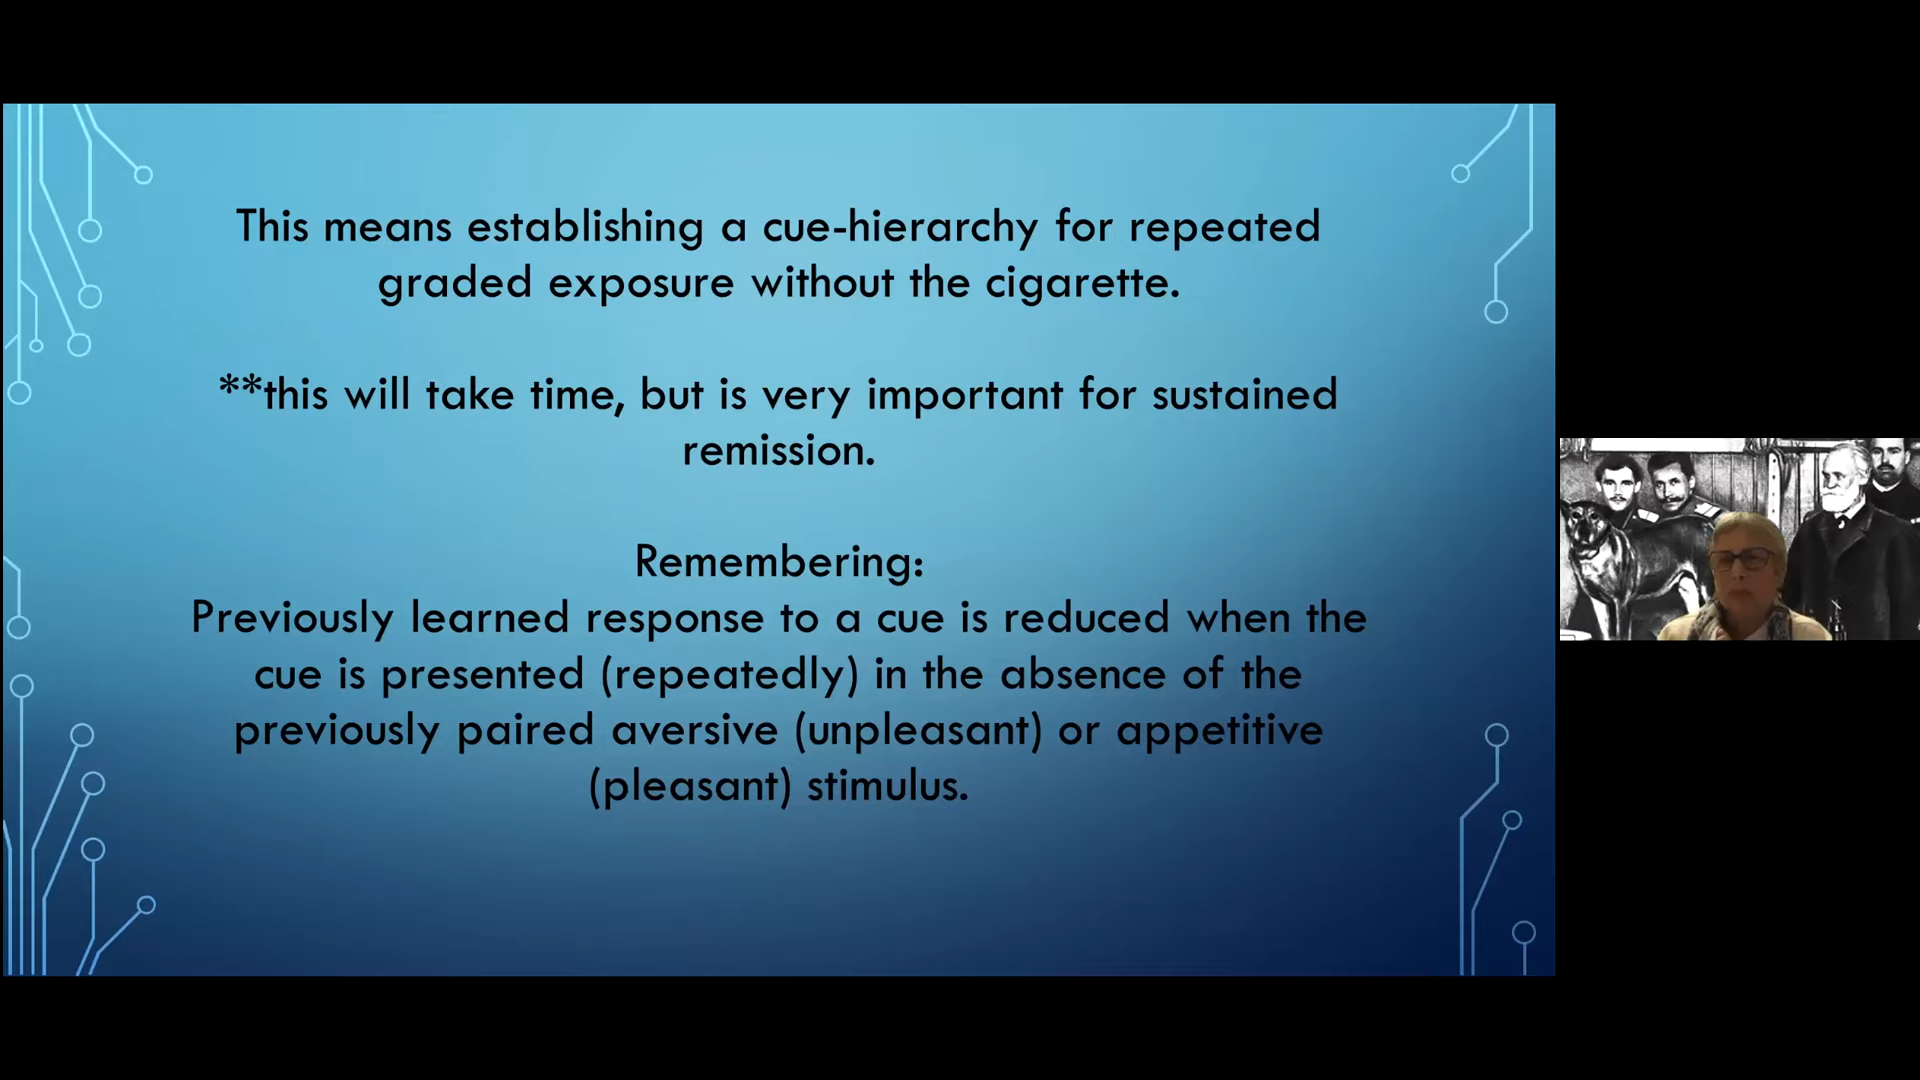 This means establishing a cue-hierarchy for repeated
graded exposure without the cigarette.
**this will take time, but is very important for sustained
remission.
Remembering:
Previously learned response to a cue is reduced when the
cue is presented (repeatedly) in the absence of the
previously paired aversive (unpleasant) or appetitive
(pleasant) stimulus.